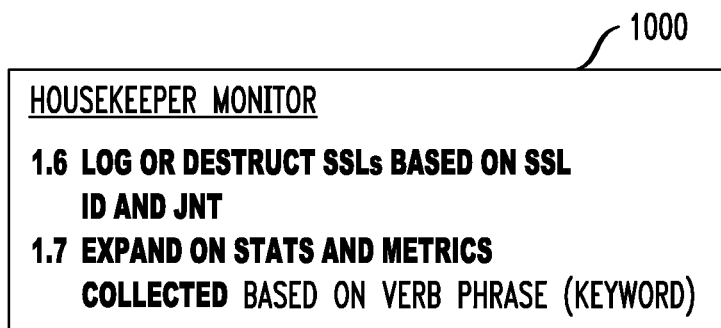 1000
HOUSEKEEPER MONITOR
1.6 LOG OR DESTRUCT SSLs BASED ON SSL
ID AND JNT
1.7 EXPAND ON STATS AND METRICS
COLLECTED BASED ON VERB PHRASE (KEYWORD)